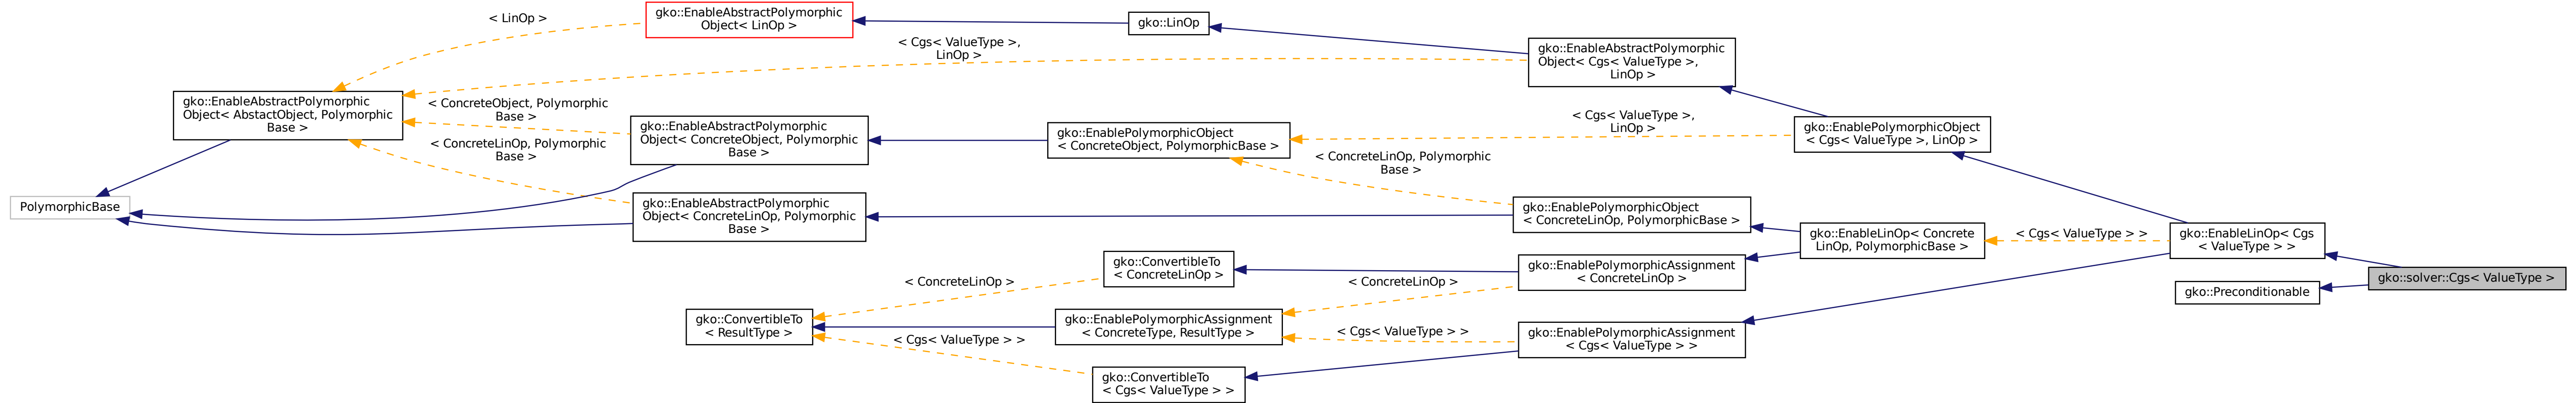 PolymorphicBase
gko::EnableAbstractPolymorphic
Object< AbstactObject, Polymorphic
Base >
< LinOp >
gko::EnableAbstractPolymorphic
Object< LinOp >
gko::LinOp
< Cgs< ValueType >,
LinOp >
gko::EnableAbstractPolymorphic
Object< Cgs< ValueType >,
LinOp >
< ConcreteObject, Polymorphic
Base >
gko::EnableAbstractPolymorphic
Object< ConcreteObject, Polymorphic
Base >
gko::EnablePolymorphicObject
< ConcreteObject, PolymorphicBase >
< Cgs< ValueType >,
LinOp >
gko::EnablePolymorphicObject
< Cgs< ValueType >, LinOp >
< ConcreteLinOp, Polymorphic
Base >
gko::EnableAbstractPolymorphic
Object< ConcreteLinOp, Polymorphic
Base >
< ConcreteLinOp, Polymorphic
Base >
gko::EnablePolymorphicObject
< ConcreteLinOp, PolymorphicBase >
gko::EnableLinOp< Concrete
LinOp, PolymorphicBase >
< Cgs< ValueType > >
gko::EnableLinOp< Cgs
< ValueType > >
gko::solver::Cgs< ValueType >
gko::Preconditionable
gko::ConvertibleTo
< ResultType >
< ConcreteLinOp >
gko::ConvertibleTo
< ConcreteLinOp >
gko::EnablePolymorphicAssignment
< ConcreteLinOp >
gko::EnablePolymorphicAssignment
< ConcreteType, ResultType >
< ConcreteLinOp >
< Cgs< ValueType > >
gko::EnablePolymorphicAssignment
< Cgs< ValueType > >
< Cgs< ValueType > >
gko::ConvertibleTo
< Cgs< ValueType > >